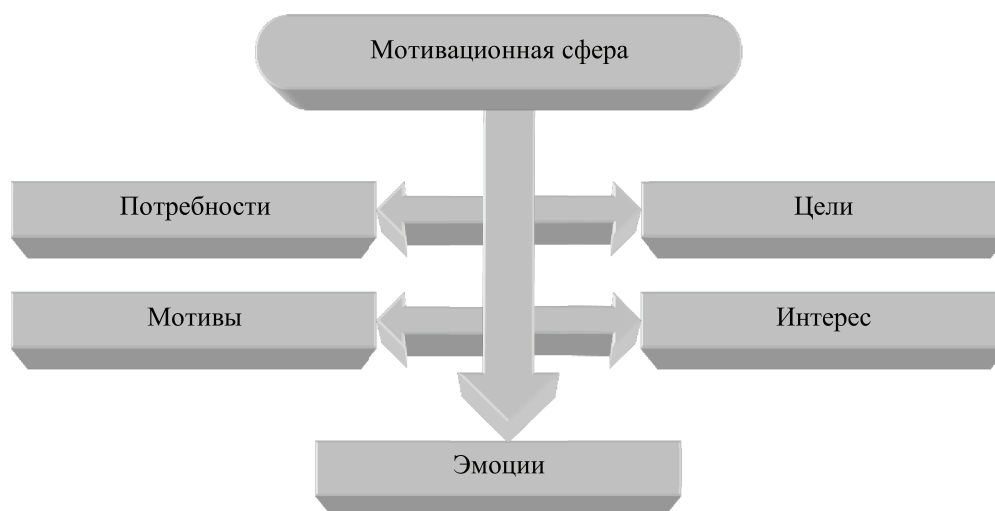 Мотивационная сфера
Потребности
Цели
Мотивы
Интерес
Эмоции